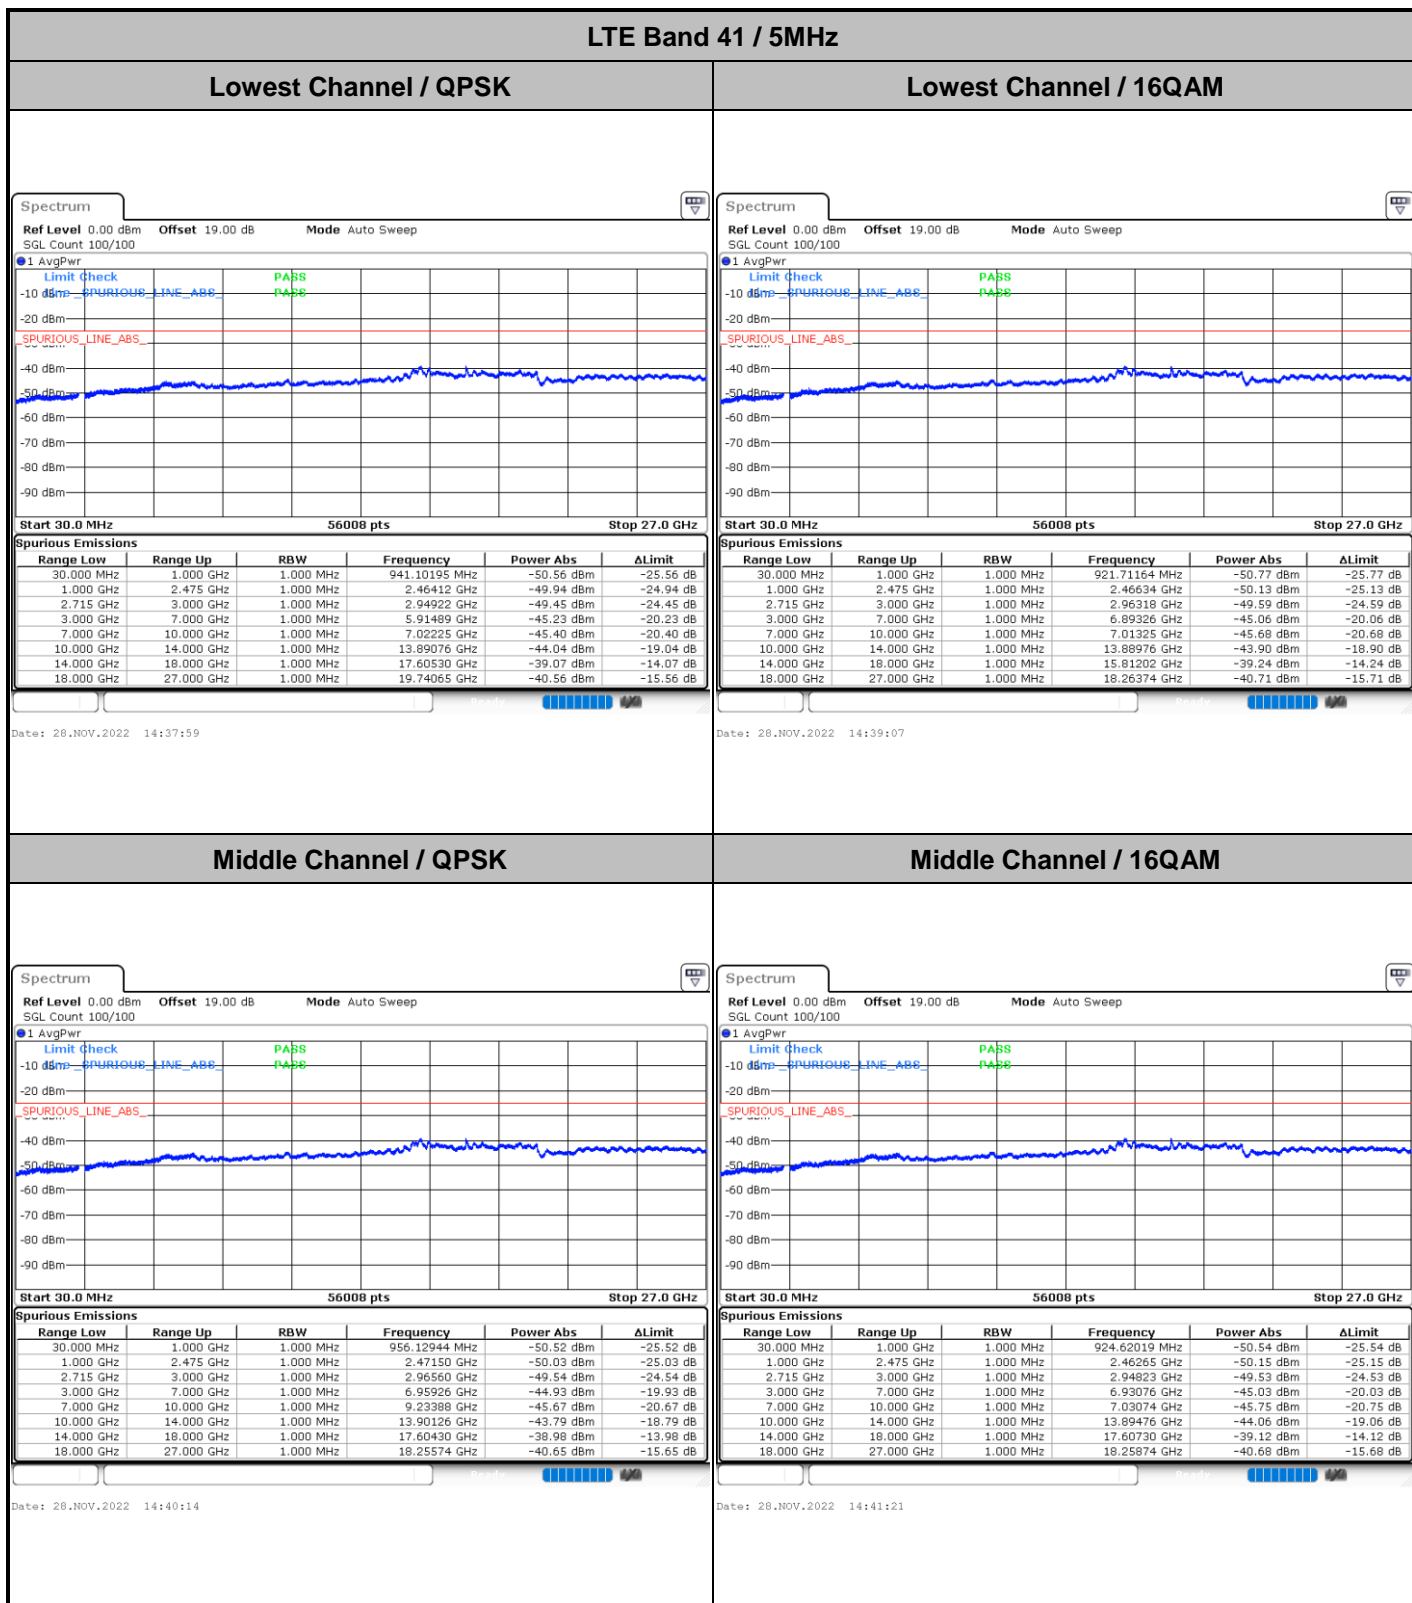 LTE Band 41 / 5MHz
Lowest Channel / QPSK
Lowest Channel / 16QAM
Spectrum
Ref Level 0.00 dBm Offset 19.00 dB Mode Auto Sweep
SGL Count 100/100
1 AvgPwr
Limit Check PASS
Line _SPURIOUS_LINE_ABS_ PASS
-10 dBm
-20 dBm
_SPURIOUS_LINE_ABS_
-40 dBm
-50 dBm
-60 dBm
-70 dBm
-80 dBm
-90 dBm
Start 30.0 MHz 56008 pts Stop 27.0 GHz
Spurious Emissions
Range Low Range Up RBW Frequency Power Abs ΔLimit
30.000 MHz 1.000 GHz 1.000 MHz 941.10195 MHz -50.56 dBm -25.56 dB
1.000 GHz 2.475 GHz 1.000 MHz 2.46412 GHz -49.94 dBm -24.94 dB
2.715 GHz 3.000 GHz 1.000 MHz 2.94922 GHz -49.45 dBm -24.45 dB
3.000 GHz 7.000 GHz 1.000 MHz 5.91489 GHz -45.23 dBm -20.23 dB
7.000 GHz 10.000 GHz 1.000 MHz 7.02225 GHz -45.40 dBm -20.40 dB
10.000 GHz 14.000 GHz 1.000 MHz 13.89076 GHz -44.04 dBm -19.04 dB
14.000 GHz 18.000 GHz 1.000 MHz 17.60530 GHz -39.07 dBm -14.07 dB
18.000 GHz 27.000 GHz 1.000 MHz 19.74065 GHz -40.56 dBm -15.56 dB
Ready
Date: 28.NOV.2022 14:37:59
Spectrum
Ref Level 0.00 dBm Offset 19.00 dB Mode Auto Sweep
SGL Count 100/100
1 AvgPwr
Limit Check PASS
Line _SPURIOUS_LINE_ABS_ PASS
-10 dBm
-20 dBm
_SPURIOUS_LINE_ABS_
-40 dBm
-50 dBm
-60 dBm
-70 dBm
-80 dBm
-90 dBm
Start 30.0 MHz 56008 pts Stop 27.0 GHz
Spurious Emissions
Range Low Range Up RBW Frequency Power Abs ΔLimit
30.000 MHz 1.000 GHz 1.000 MHz 921.71164 MHz -50.77 dBm -25.77 dB
1.000 GHz 2.475 GHz 1.000 MHz 2.46634 GHz -50.13 dBm -25.13 dB
2.715 GHz 3.000 GHz 1.000 MHz 2.96318 GHz -49.59 dBm -24.59 dB
3.000 GHz 7.000 GHz 1.000 MHz 6.89326 GHz -45.06 dBm -20.06 dB
7.000 GHz 10.000 GHz 1.000 MHz 7.01325 GHz -45.68 dBm -20.68 dB
10.000 GHz 14.000 GHz 1.000 MHz 13.88976 GHz -43.90 dBm -18.90 dB
14.000 GHz 18.000 GHz 1.000 MHz 15.81202 GHz -39.24 dBm -14.24 dB
18.000 GHz 27.000 GHz 1.000 MHz 18.26374 GHz -40.71 dBm -15.71 dB
Ready
Date: 28.NOV.2022 14:39:07
Middle Channel / QPSK
Middle Channel / 16QAM
Spectrum
Ref Level 0.00 dBm Offset 19.00 dB Mode Auto Sweep
SGL Count 100/100
1 AvgPwr
Limit Check PASS
Line _SPURIOUS_LINE_ABS_ PASS
-10 dBm
-20 dBm
_SPURIOUS_LINE_ABS_
-40 dBm
-50 dBm
-60 dBm
-70 dBm
-80 dBm
-90 dBm
Start 30.0 MHz 56008 pts Stop 27.0 GHz
Spurious Emissions
Range Low Range Up RBW Frequency Power Abs ΔLimit
30.000 MHz 1.000 GHz 1.000 MHz 956.12944 MHz -50.52 dBm -25.52 dB
1.000 GHz 2.475 GHz 1.000 MHz 2.47150 GHz -50.03 dBm -25.03 dB
2.715 GHz 3.000 GHz 1.000 MHz 2.96560 GHz -49.54 dBm -24.54 dB
3.000 GHz 7.000 GHz 1.000 MHz 6.95926 GHz -44.93 dBm -19.93 dB
7.000 GHz 10.000 GHz 1.000 MHz 9.23388 GHz -45.67 dBm -20.67 dB
10.000 GHz 14.000 GHz 1.000 MHz 13.90126 GHz -43.79 dBm -18.79 dB
14.000 GHz 18.000 GHz 1.000 MHz 17.60430 GHz -38.98 dBm -13.98 dB
18.000 GHz 27.000 GHz 1.000 MHz 18.25574 GHz -40.65 dBm -15.65 dB
Ready
Date: 28.NOV.2022 14:40:14
Spectrum
Ref Level 0.00 dBm Offset 19.00 dB Mode Auto Sweep
SGL Count 100/100
1 AvgPwr
Limit Check PASS
Line _SPURIOUS_LINE_ABS_ PASS
-10 dBm
-20 dBm
_SPURIOUS_LINE_ABS_
-40 dBm
-50 dBm
-60 dBm
-70 dBm
-80 dBm
-90 dBm
Start 30.0 MHz 56008 pts Stop 27.0 GHz
Spurious Emissions
Range Low Range Up RBW Frequency Power Abs ΔLimit
30.000 MHz 1.000 GHz 1.000 MHz 924.62019 MHz -50.54 dBm -25.54 dB
1.000 GHz 2.475 GHz 1.000 MHz 2.46265 GHz -50.15 dBm -25.15 dB
2.715 GHz 3.000 GHz 1.000 MHz 2.94823 GHz -49.53 dBm -24.53 dB
3.000 GHz 7.000 GHz 1.000 MHz 6.93076 GHz -45.03 dBm -20.03 dB
7.000 GHz 10.000 GHz 1.000 MHz 7.03074 GHz -45.75 dBm -20.75 dB
10.000 GHz 14.000 GHz 1.000 MHz 13.89476 GHz -44.06 dBm -19.06 dB
14.000 GHz 18.000 GHz 1.000 MHz 17.60730 GHz -39.12 dBm -14.12 dB
18.000 GHz 27.000 GHz 1.000 MHz 18.25874 GHz -40.68 dBm -15.68 dB
Ready
Date: 28.NOV.2022 14:41:21